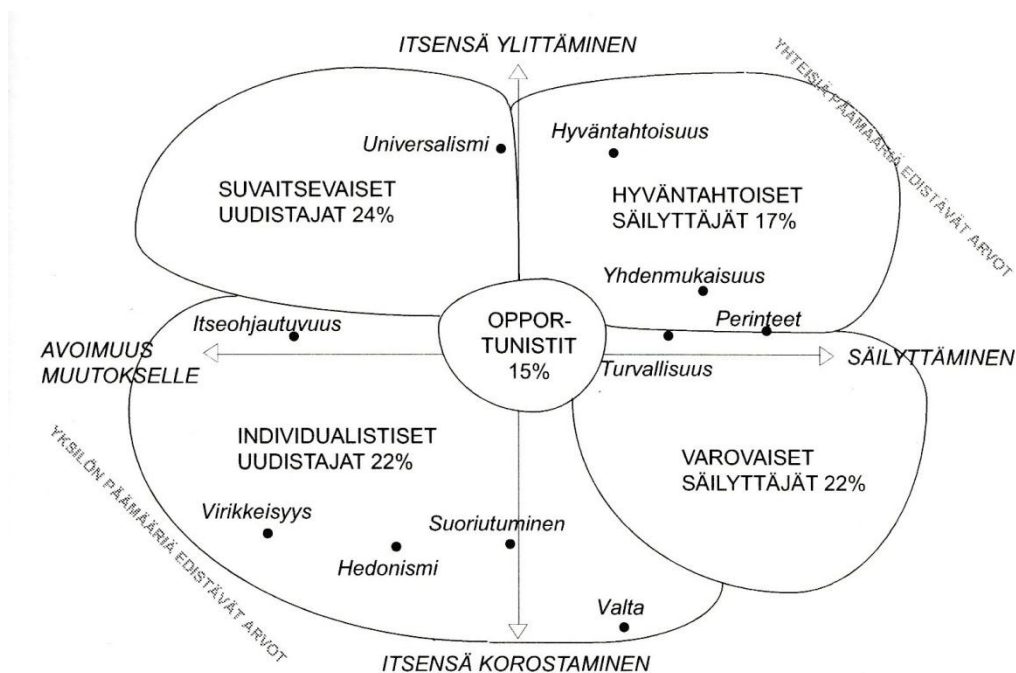 ITSENSÄ YLITTÄMINEN
YHTEISIÄ PÄÄMÄÄRIÄ EDISTÄVÄT ARVOT
Universalismi
Hyväntahtoisuus
SUVAITSEVAISET
UUDISTAJAT 24%
HYVÄNTAHTOISET
SÄILYTTÄJÄT 17%
Yhdenmukaisuus
Itseohjautuvuus
OPPOR-
TUNISTIT
15%
Perinteet
AVOIMUUS
MUUTOKSELLE
Turvallisuus
SÄILYTTÄMINEN
YKSILÖN PÄÄMÄÄRIÄ EDISTÄVÄT ARVOT
INDIVIDUALISTISET
UUDISTAJAT 22%
VAROVAISET
SÄILYTTÄJÄT 22%
Virikkeisyys
Suoriutuminen
Hedonismi
Valta
ITSENSÄ KOROSTAMINEN